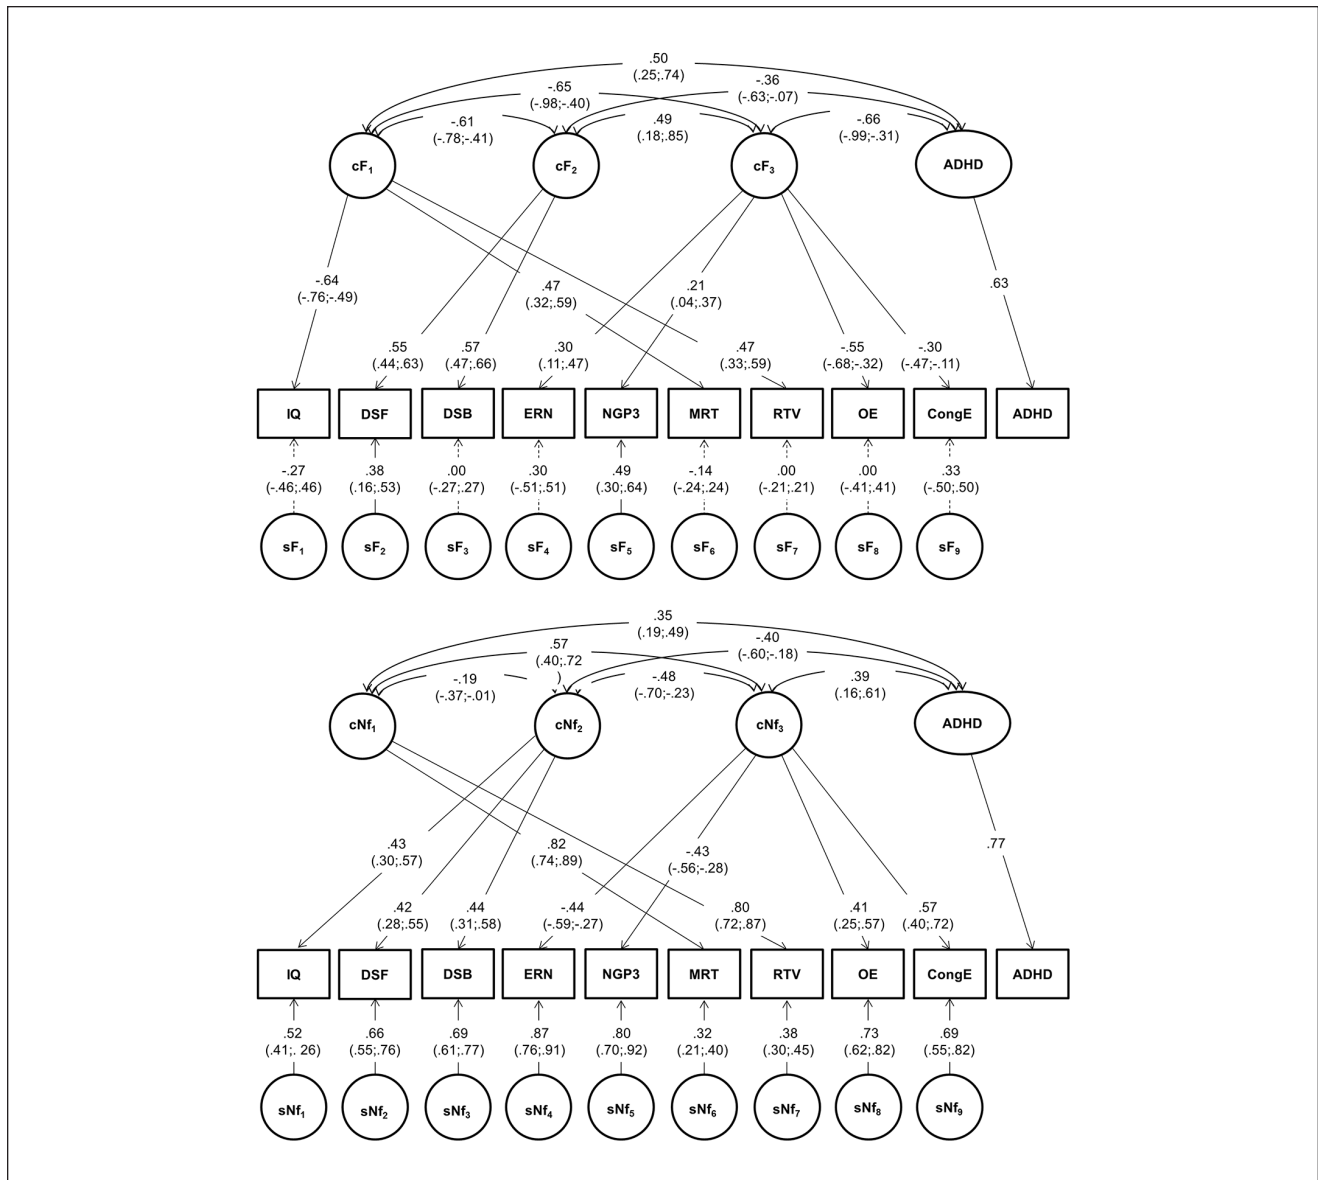 .50
(.25;.74)
-.65
(-.98;-.40)
-.36
(-.63;-.07)
-.61
(-.78;-.41)
.49
(.18;.85)
-.66
(-.99;-.31)
cF1
cF2
cF3
ADHD
-.64
(-.76;-.49)
.47
(.32;.59)
.21
(.04;.37)
.63
.55
(.44;.63)
.57
(.47;.66)
.30
(.11;.47)
.47
(.33;.59)
-.55
(-.68;-.32)
-.30
(-.47;-.11)
IQ
DSF
DSB
ERN
NGP3
MRT
RTV
OE
CongE
ADHD
-.27
(-.46;.46)
.38
(.16;.53)
.00
(-.27;.27)
.30
(-.51;.51)
.49
(.30;.64)
-.14
(-.24;.24)
.00
(-.21;.21)
.00
(-.41;.41)
.33
(-.50;.50)
sF1
sF2
sF3
sF4
sF5
sF6
sF7
sF8
sF9
.35
(.19;.49)
.57
(.40;.72
-.40
(-.60;-.18)
-.19
(-.37;-.01)
)
-.48
(-.70;-.23)
.39
(.16;.61)
cNf1
cNf2
cNf3
ADHD
.43
(.30;.57)
.82
(.74;.89)
-.43
(-.56;-.28)
.77
.42
(.28;.55)
.44
(.31;.58)
-.44
(-.59;-.27)
.80
(.72;.87)
.41
(.25;.57)
.57
(.40;.72)
IQ
DSF
DSB
ERN
NGP3
MRT
RTV
OE
CongE
ADHD
.52
(.41;. 26)
.66
(.55;.76)
.69
(.61;.77)
.87
(.76;.91)
.80
(.70;.92)
.32
(.21;.40)
.38
(.30;.45)
.73
(.62;.82)
.69
(.55;.82)
sNf1
sNf2
sNf3
sNf4
sNf5
sNf6
sNf7
sNf8
sNf9